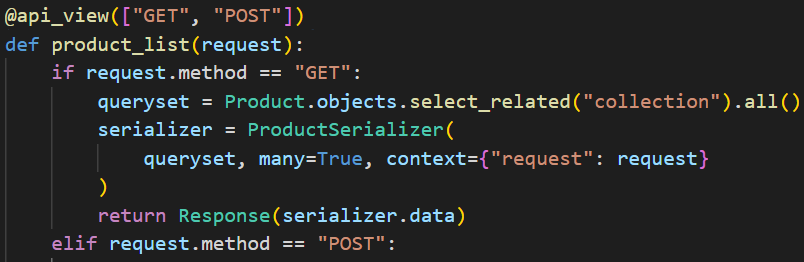 @api_view(["GET", "POST"])
def product_list(request):
    if request.method == "GET":
        queryset = Product.objects.select_related("collection").all()
        serializer = ProductSerializer(
            queryset, many=True, context={"request": request}
        )
        return Response(serializer.data)
    elif request.method == "POST":